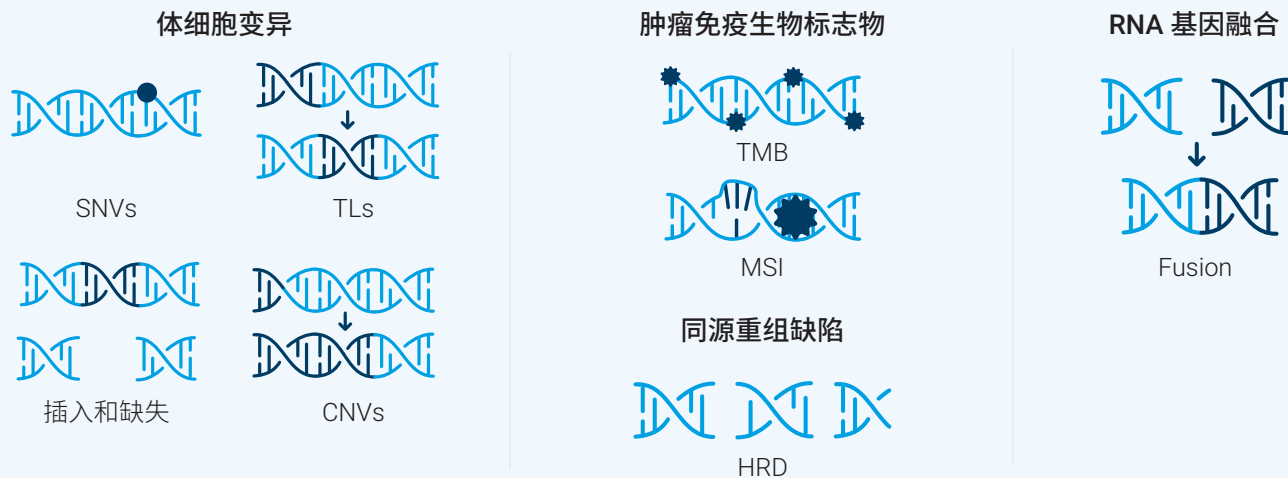 体细胞变异
SNVs
TLs
插入和缺失
CNVs
肿瘤免疫生物标志物
TMB
MSI
同源重组缺陷
HRD
RNA 基因融合
Fusion